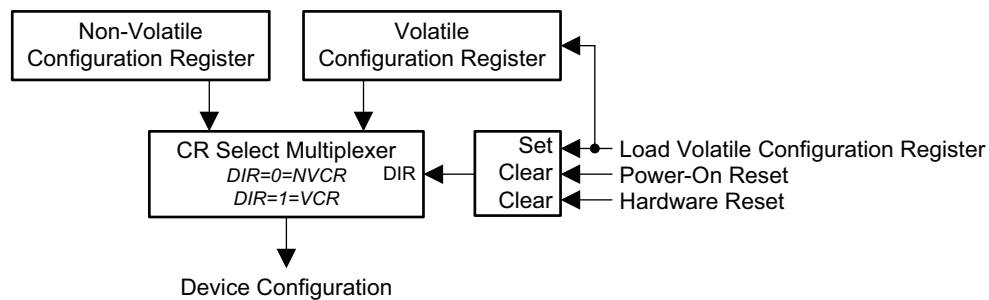 Non-Volatile
Configuration Register
Volatile
Configuration Register
CR Select Multiplexer
DIR=0=NVCR
DIR=1=VCR
DIR
Set
Clear
Clear
Load Volatile Configuration Register
Power-On Reset
Hardware Reset
Device Configuration